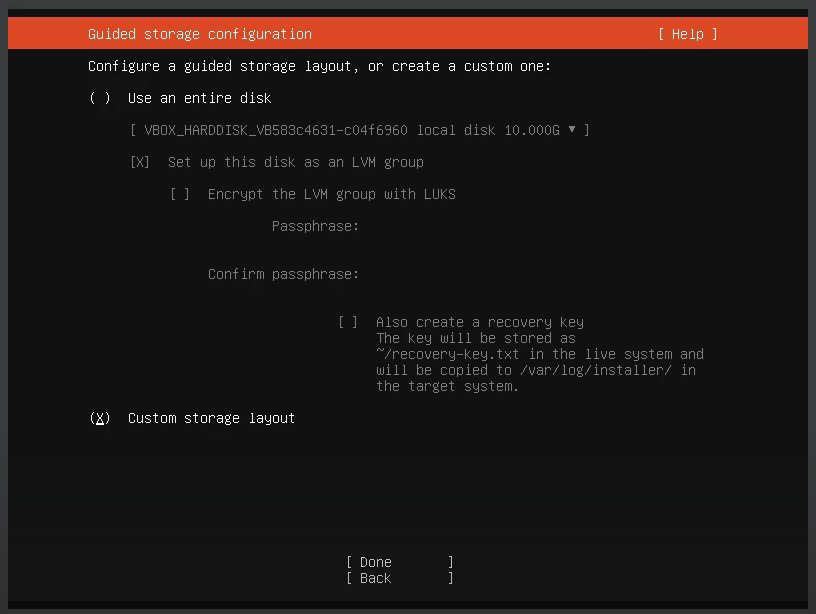 Guided storage configuration [ Help ]
Configure a guided storage layout, or create a custom one:
( ) Use an entire disk
[ VBOX_HARDDISK_VB583c4631-c04f6960 local disk 10.000G ▼ ]
[X] Set up this disk as an LVM group
[ ] Encrypt the LVM group with LUKS
Passphrase:
Confirm passphrase:
[ ] Also create a recovery key
The key will be stored as
~/recovery-key.txt in the live system and
will be copied to /var/log/installer/ in
the target system.
(X) Custom storage layout
[ Done ]
[ Back ]